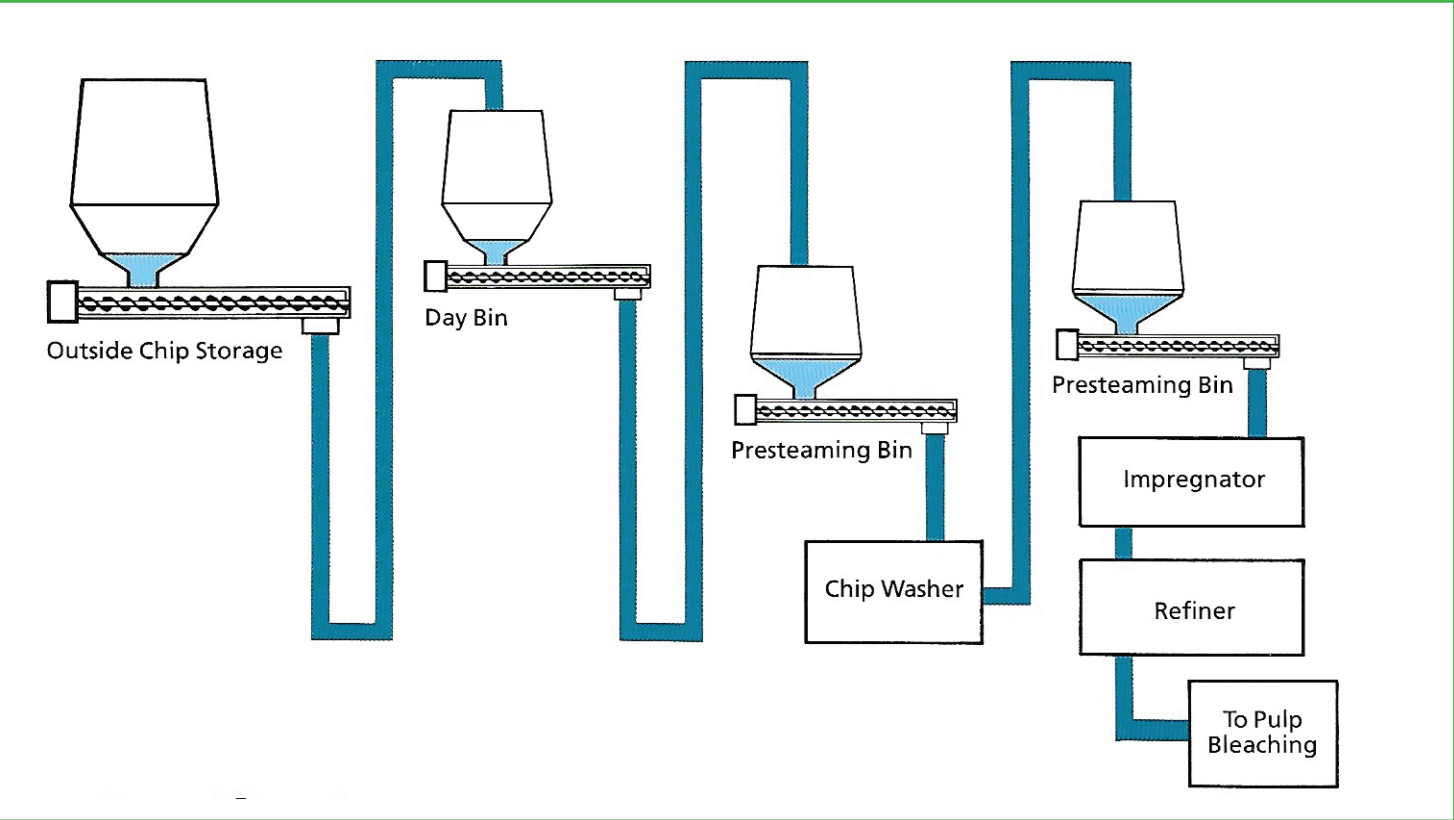 Outside Chip Storage
Day Bin
Presteaming Bin
Chip Washer
Presteaming Bin
Impregnator
Refiner
To Pulp
Bleaching